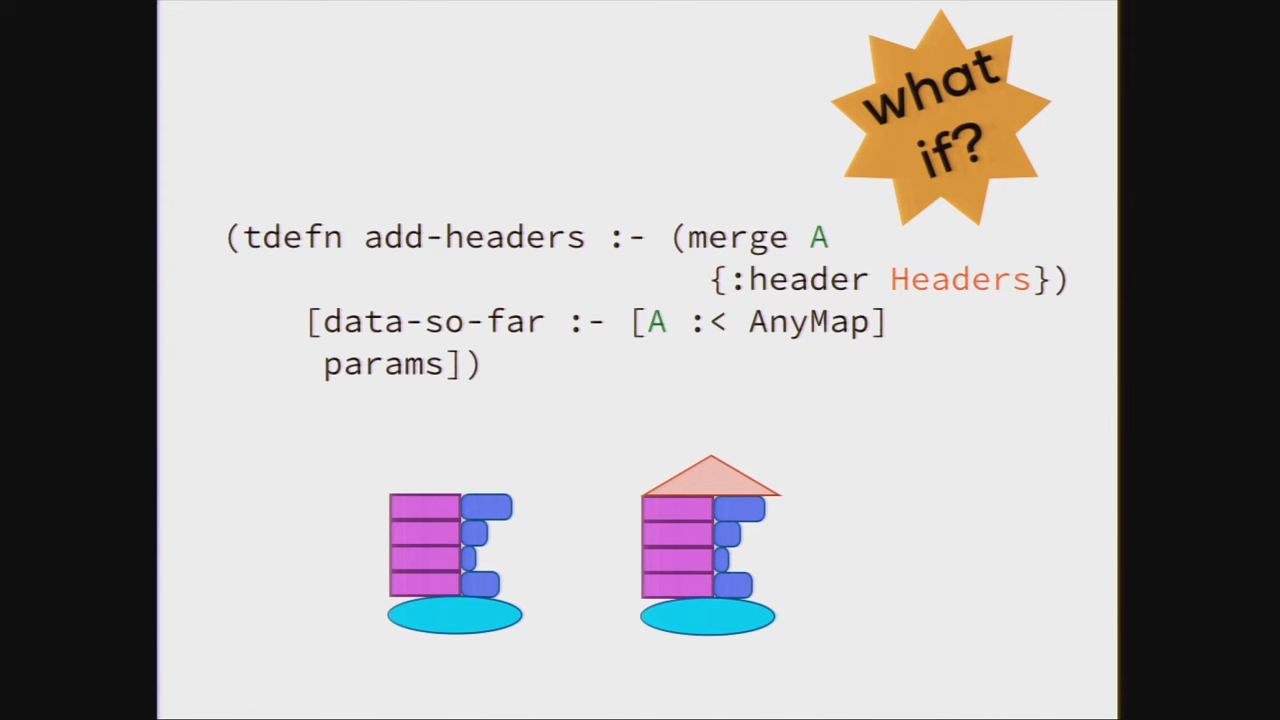 what
if?
(tdefn add-headers :- (merge A
{:header Headers})
[data-so-far :- [A :< AnyMap]
params])